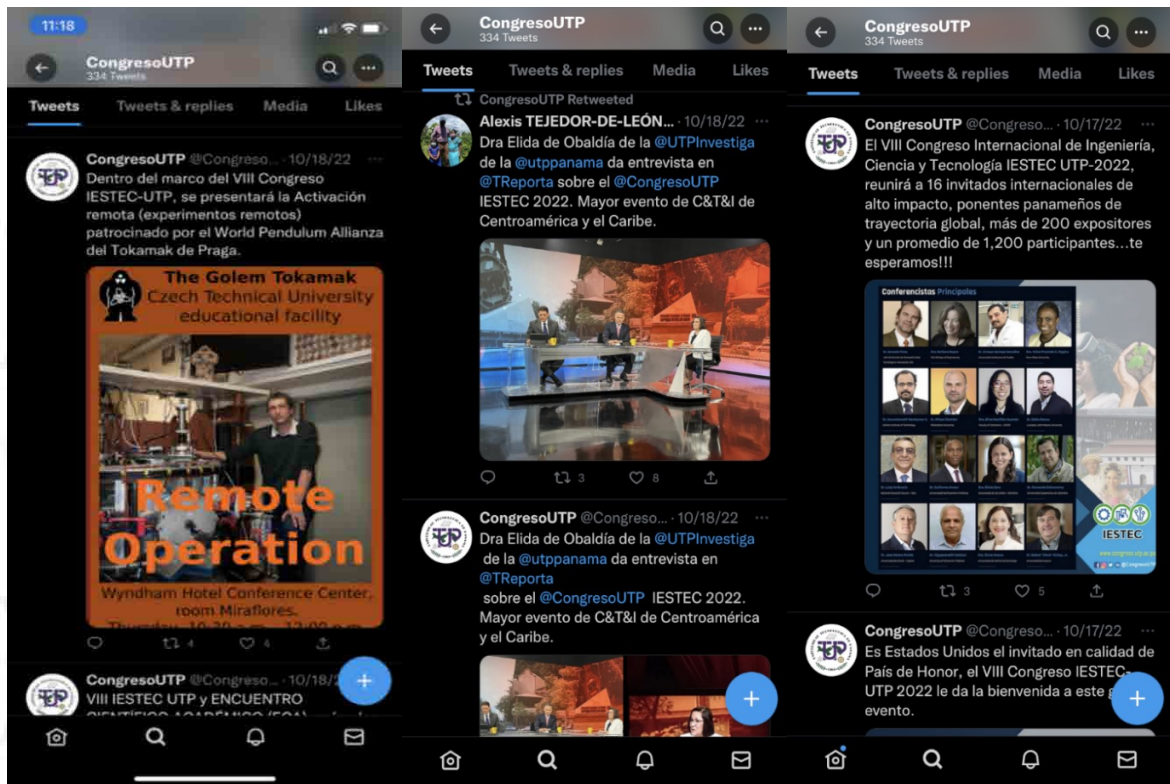 11:18
CongresoUTP
334 Tweets
Tweets Tweets & replies Media Likes
CongresoUTP @Congreso... · 10/18/22 ...
Dentro del marco del VIII Congreso
IESTEC-UTP, se presentará la Activación
remota (experimentos remotos)
patrocinado por el World Pendulum Allianza
del Tokamak de Praga.
The Golem Tokamak
Czech Technical University
educational facility
Remote
Operation
Wyndham Hotel Conference Center,
room Miraflores.
Thursday, 10:30 a.m.
4 4
CongresoUTP @Congreso... · 10/18/
VIII IESTEC UTP y ENCUENTRO
CIENTÍFICO ACADÉMICO (ECA)
CongresoUTP
334 Tweets
Tweets Tweets & replies Media Likes
CongresoUTP Retweeted
Alexis TEJEDOR-DE-LEÓN... · 10/18/22 ...
Dra Elida de Obaldía de la @UTPInvestiga
de la @utppanama da entrevista en
@TReporta sobre el @CongresoUTP
IESTEC 2022. Mayor evento de C&T&I de
Centroamérica y el Caribe.
3 8
CongresoUTP @Congreso... · 10/18/22 ...
Dra Elida de Obaldía de la @UTPInvestiga
de la @utppanama da entrevista en
@TReporta
sobre el @CongresoUTP IESTEC 2022.
Mayor evento de C&T&I de Centroamérica
y el Caribe.
CongresoUTP
334 Tweets
Tweets Tweets & replies Media Likes
CongresoUTP @Congreso... · 10/17/22 ...
El VIII Congreso Internacional de Ingeniería,
Ciencia y Tecnología IESTEC UTP-2022,
reunirá a 16 invitados internacionales de
alto impacto, ponentes panameños de
trayectoria global, más de 200 expositores
y un promedio de 1,200 participantes...te
esperamos!!!
Conferencistas Principales
IESTEC
3 5
CongresoUTP @Congreso... · 10/17/22 ...
Es Estados Unidos el invitado en calidad de
País de Honor, el VIII Congreso IESTEC-
UTP 2022 le da la bienvenida a este g
evento.